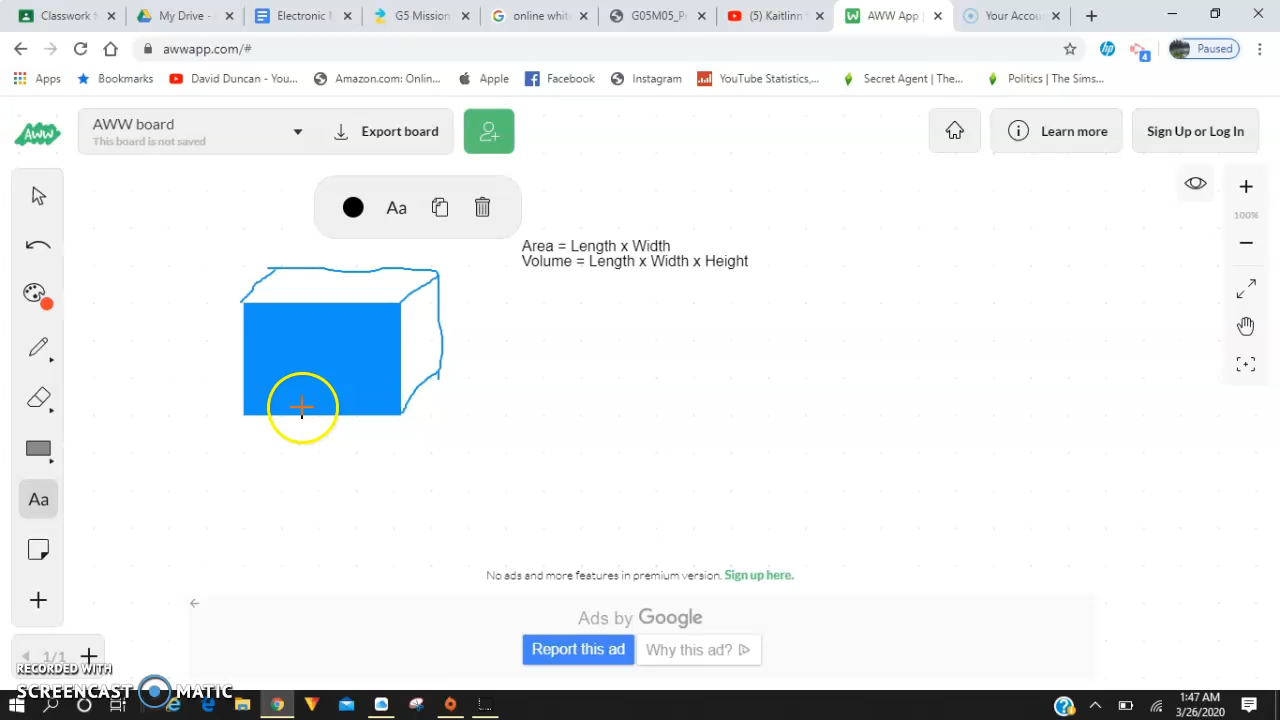 Classwork
My Drive -
Electronic
G5 Mission
online whit
G05M05_P
(5) Kaitlinn
AWW App
Your Accou
awwapp.com/#
Paused
Apps
Bookmarks
David Duncan - You...
Amazon.com: Onlin...
Apple
Facebook
Instagram
YouTube Statistics,...
Secret Agent | The...
Politics | The Sims...
4
AWW
AWW board
This board is not saved
Export board
Learn more
Sign Up or Log In
Aa
100%
Area = Length x Width
Volume = Length x Width x Height
Aa
No ads and more features in premium version. Sign up here.
Ads by Google
Report this ad
Why this ad?
1/1
RECORDED WITH
SCREENCAST MATIC
1:47 AM
3/26/2020